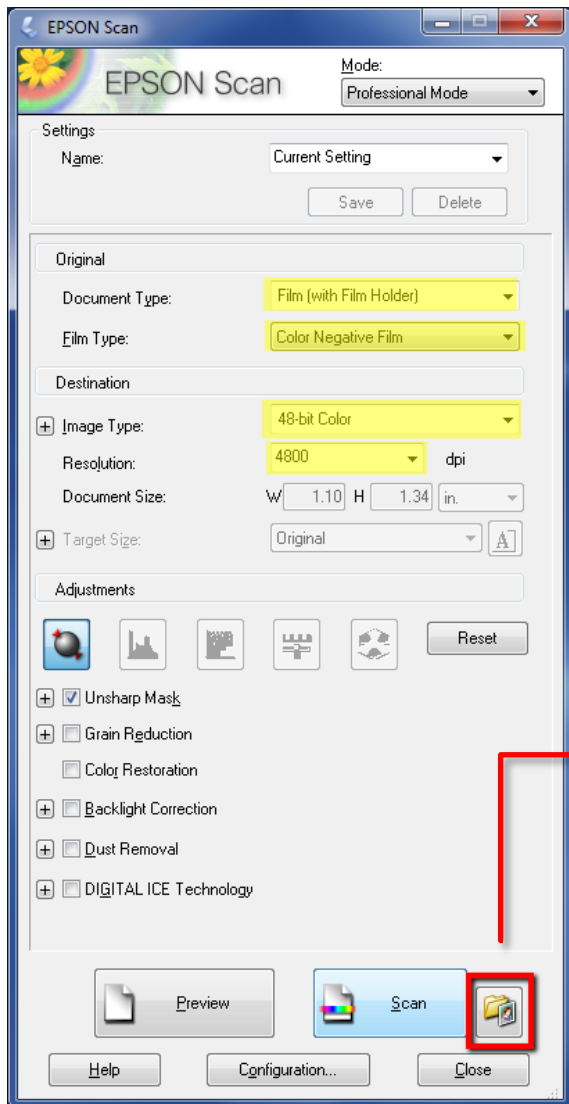 EPSON Scan
EPSON Scan
Mode:
Professional Mode
Settings
Name:
Current Setting
Save
Delete
Original
Document Type:
Film (with Film Holder)
Film Type:
Color Negative Film
Destination
Image Type:
48-bit Color
Resolution:
4800
dpi
Document Size:
W
1.10
H
1.34
in.
Target Size:
Original
A
Adjustments
Reset
Unsharp Mask
Grain Reduction
Color Restoration
Backlight Correction
Dust Removal
DIGITAL ICE Technology
Preview
Scan
Help
Configuration...
Close